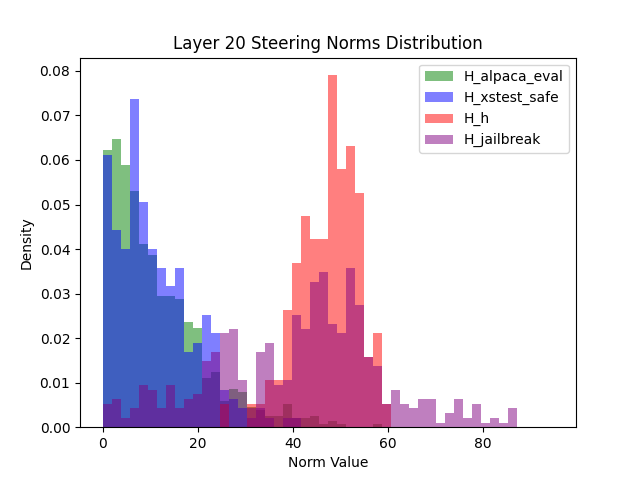 Layer 20 Steering Norms Distribution
H_alpaca_eval
H_xstest_safe
H_h
H_jailbreak
Density
0.08
0.07
0.06
0.05
0.04
0.03
0.02
0.01
0.00
0
20
40
60
80
Norm Value